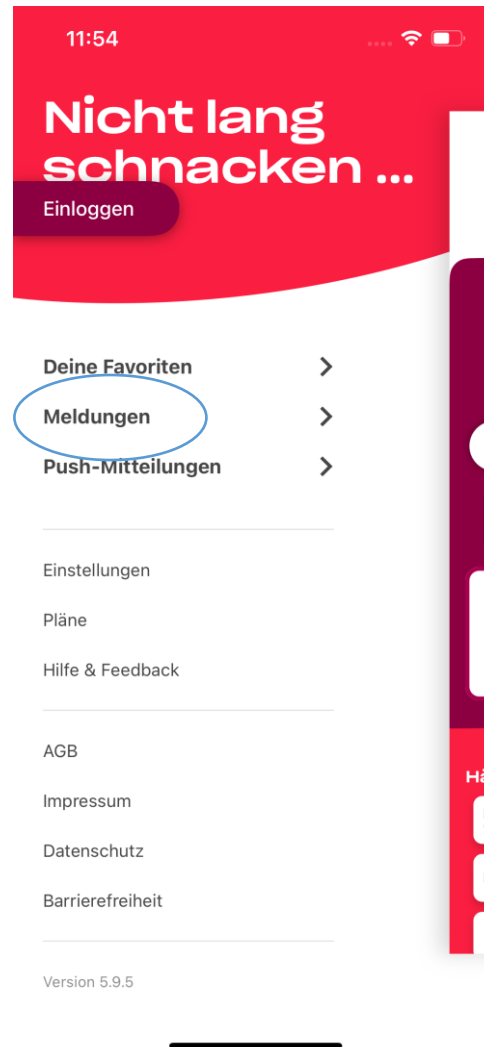 11:54
Nicht lang
schnacken ...
Einloggen
Deine Favoriten
Meldungen
Push-Mitteilungen
Einstellungen
Pläne
Hilfe & Feedback
AGB
Impressum
Datenschutz
Barrierefreiheit
Version 5.9.5